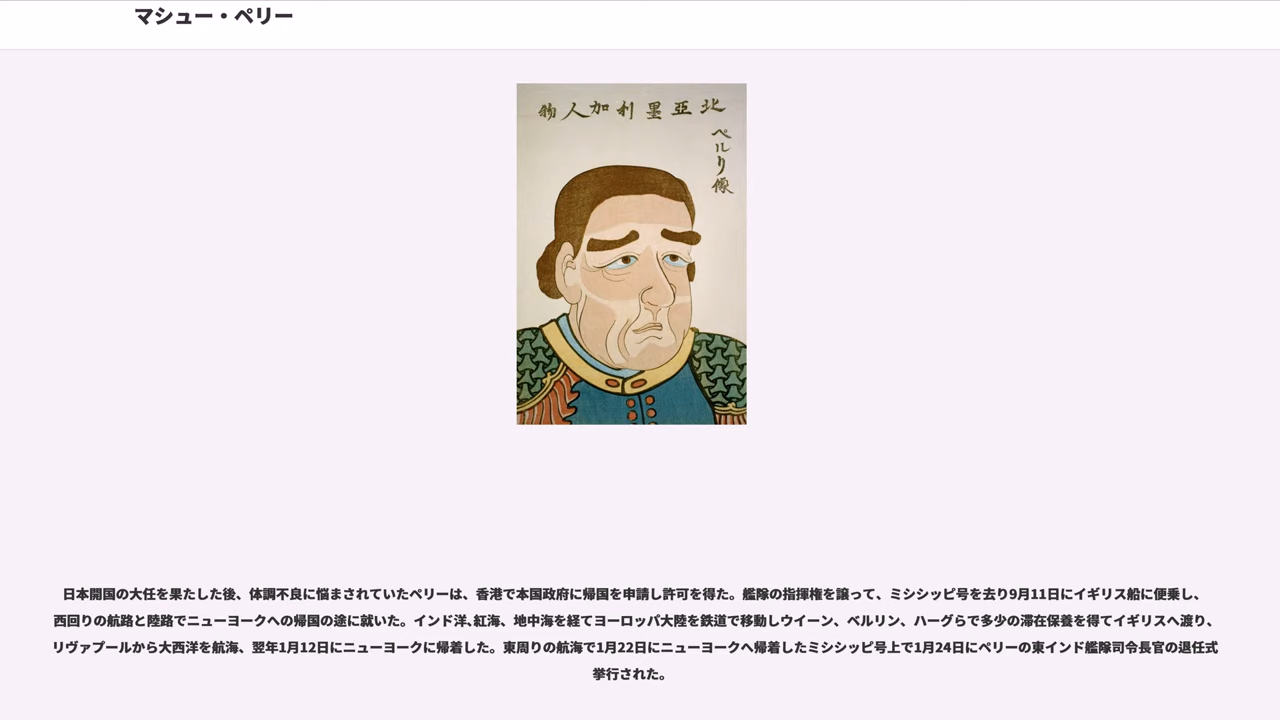 マシュー・ペリー
北亞墨利加人物
ペルリ像
日本開国の大任を果たした後、体調不良に悩まされていたペリーは、香港で本国政府に帰国を申請し許可を得た。艦隊の指揮権を譲って、ミシシッピ号を去り9月11日にイギリス船に便乗し、
西回りの航路と陸路でニューヨークへの帰国の途に就いた。インド洋､紅海、地中海を経てヨーロッパ大陸を鉄道で移動しウイーン、ベルリン、ハーグらで多少の滞在保養を得てイギリスへ渡り、
リヴァプールから大西洋を航海、翌年1月12日にニューヨークに帰着した。東周りの航海で1月22日にニューヨークへ帰着したミシシッピ号上で1月24日にペリーの東インド艦隊司令長官の退任式
挙行された。